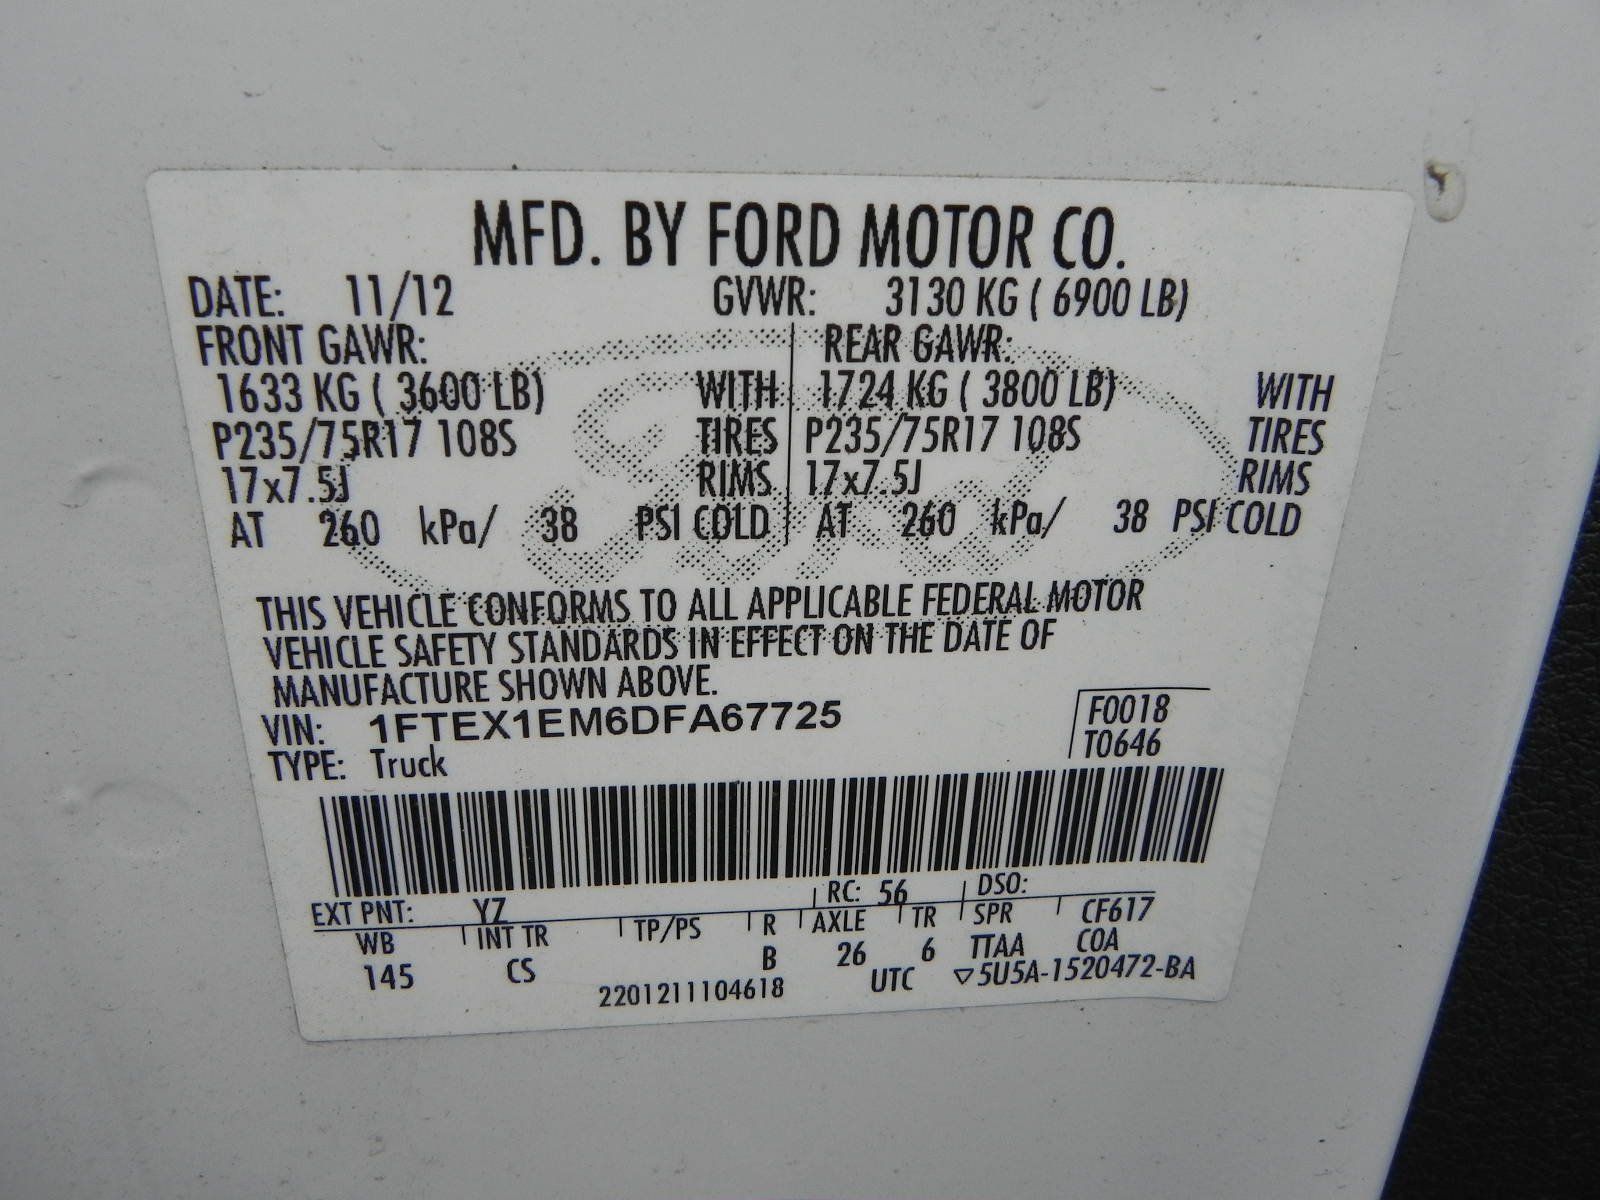 MFD. BY FORD MOTOR CO.
DATE: 11/12 GVWR: 3130 KG ( 6900 LB)
FRONT GAWR: REAR GAWR:
1633 KG ( 3600 LB) WITH 1724 KG ( 3800 LB) WITH
P235/75R17 108S TIRES P235/75R17 108S TIRES
17x7.5J RIMS 17x7.5J RIMS
AT 260 kPa/ 38 PSI COLD AT 260 kPa/ 38 PSI COLD
Ford
THIS VEHICLE CONFORMS TO ALL APPLICABLE FEDERAL MOTOR
VEHICLE SAFETY STANDARDS IN EFFECT ON THE DATE OF
MANUFACTURE SHOWN ABOVE.
VIN: 1FTEX1EM6DFA67725 F0018
TYPE: Truck T0646
EXT PNT: YZ RC: 56 DSO:
WB INT TR TP/PS R AXLE TR SPR CF617
145 CS B 26 6 TTAA COA
2201211104618 UTC ▽5U5A-1520472-BA